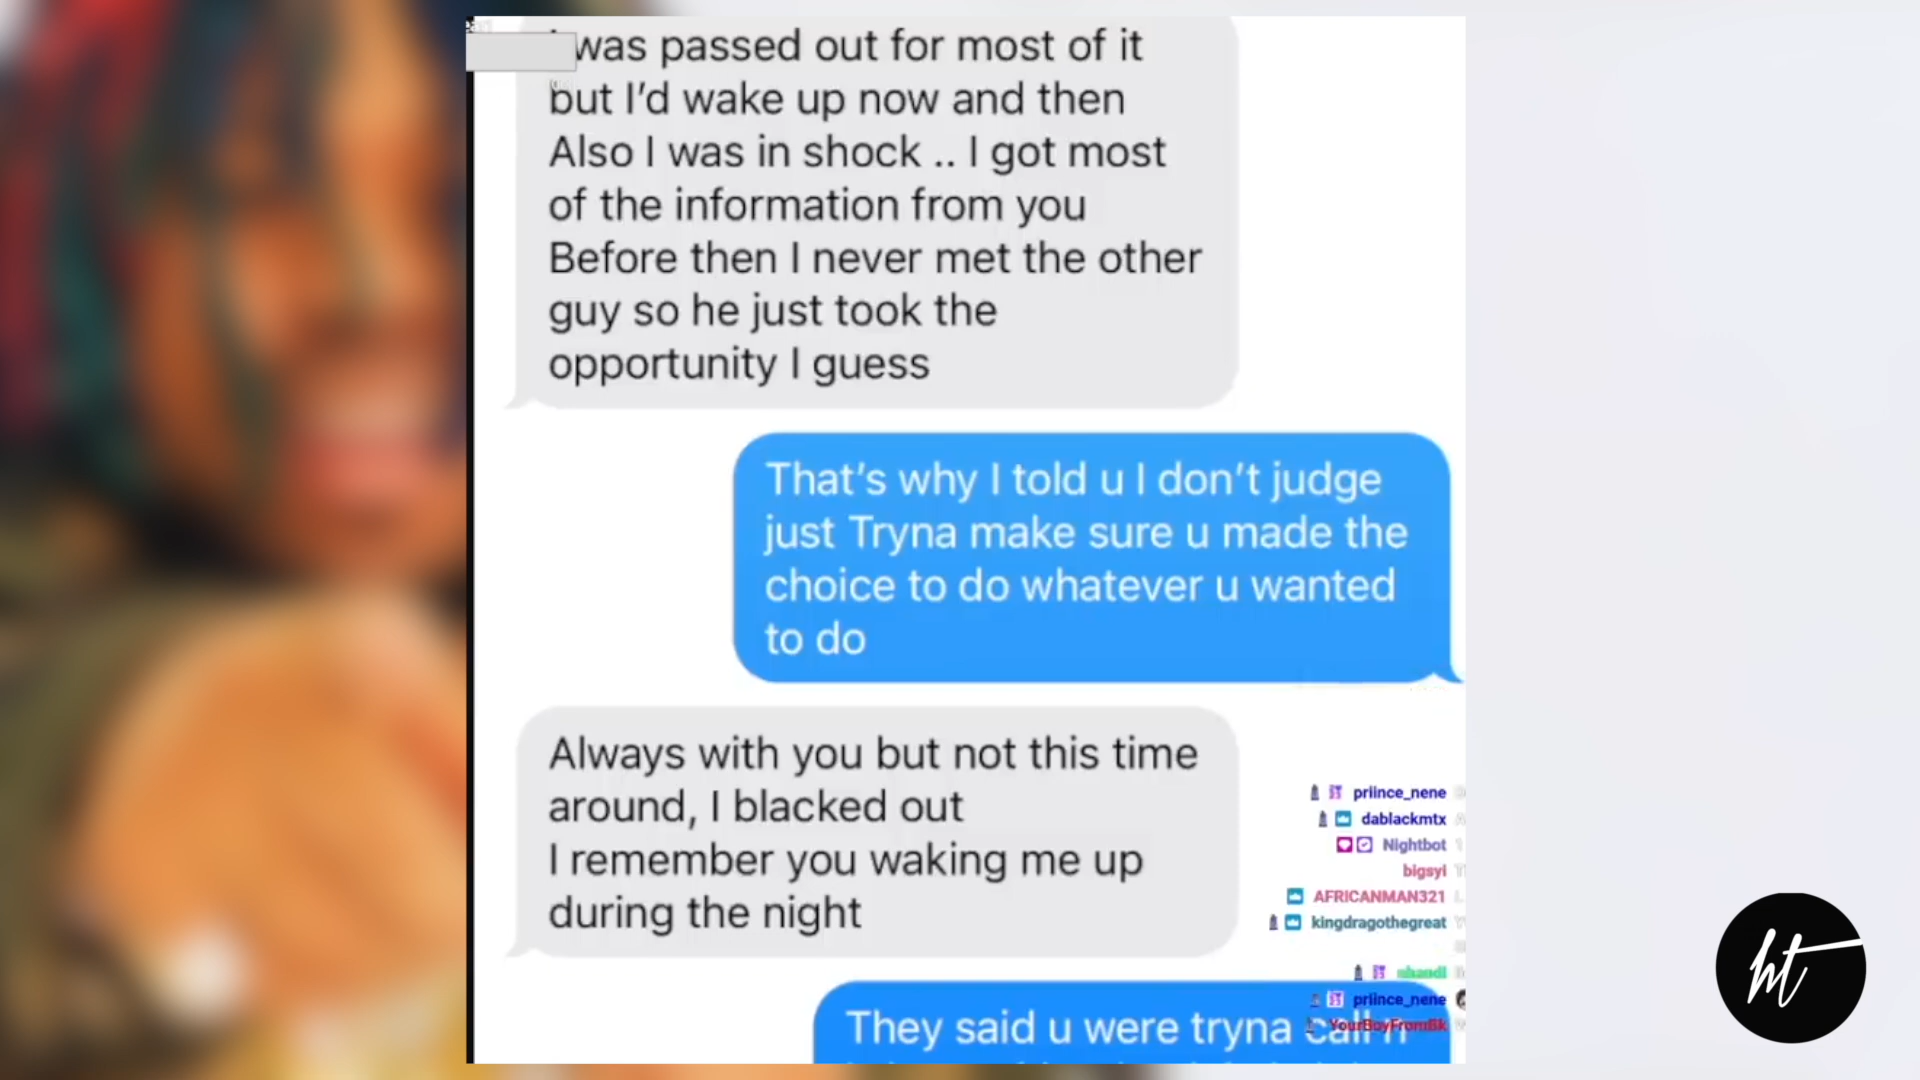 was passed out for most of it
but I'd wake up now and then
Also I was in shock .. I got most
of the information from you
Before then I never met the other
guy so he just took the
opportunity I guess
That's why I told u I don't judge
just Tryna make sure u made the
choice to do whatever u wanted
to do
Always with you but not this time
around, I blacked out
I remember you waking me up
during the night
priince_nene
dablackmtx
Nightbot
bigsyl
AFRICANMAN321
kingdragothegreat
nhandi
priince_nene
They said u were tryna call n
YourBoyFromBk
ht